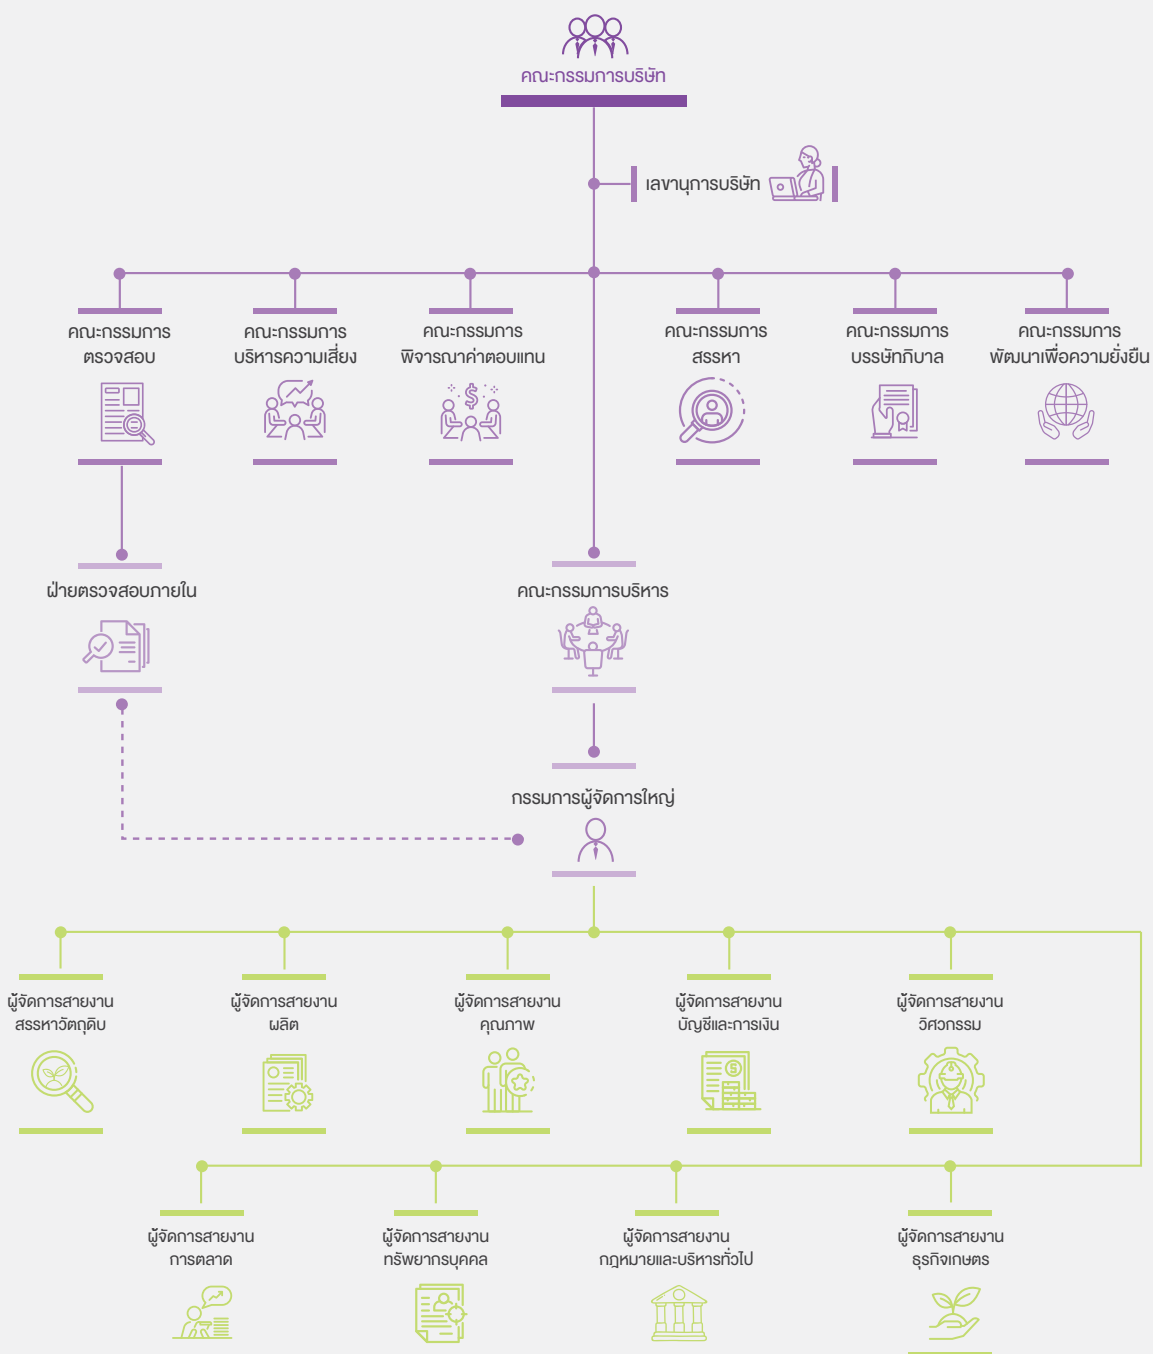 คณะกรรมการบริษัท
เลขานุการบริษัท
คณะกรรมการ
ตรวจสอบ
คณะกรรมการ
บริหารความเสี่ยง
คณะกรรมการ
พิจารณาค่าตอบแทน
คณะกรรมการ
สรรหา
คณะกรรมการ
บรรษัทภิบาล
คณะกรรมการ
พัฒนาเพื่อความยั่งยืน
ฝ่ายตรวจสอบภายใน
คณะกรรมการบริหาร
กรรมการผู้จัดการใหญ่
ผู้จัดการสายงาน
สรรหาวัตถุดิบ
ผู้จัดการสายงาน
ผลิต
ผู้จัดการสายงาน
คุณภาพ
ผู้จัดการสายงาน
บัญชีและการเงิน
ผู้จัดการสายงาน
วิศวกรรม
ผู้จัดการสายงาน
การตลาด
ผู้จัดการสายงาน
ทรัพยากรบุคคล
ผู้จัดการสายงาน
กฎหมายและบริหารทั่วไป
ผู้จัดการสายงาน
ธุรกิจเกษตร